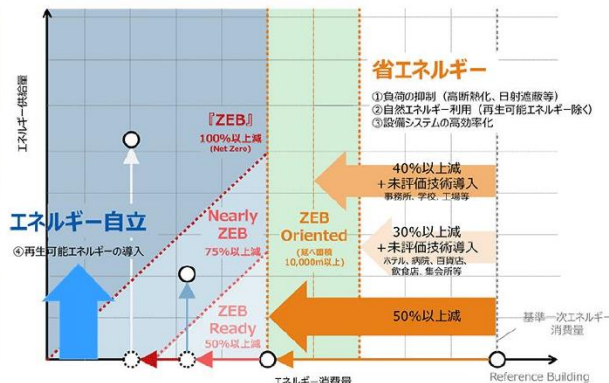 エネルギー供給量
『ZEB』
100%以上減
(Net Zero)
省エネルギー
①負荷の抑制（高断熱化、日射遮蔽等）
②自然エネルギー利用（再生可能エネルギー除く）
③設備システムの高効率化
40%以上減
＋未評価技術導入
事務所、学校、工場等
エネルギー自立
④再生可能エネルギーの導入
Nearly
ZEB
75%以上減
ZEB
Oriented
(延べ面積
10,000㎡以上)
30%以上減
＋未評価技術導入
ホテル、病院、百貨店、
飲食店、集会所等
ZEB
Ready
50%以上減
50%以上減
基準一次エネルギー
消費量
エネルギー消費量
Reference Building